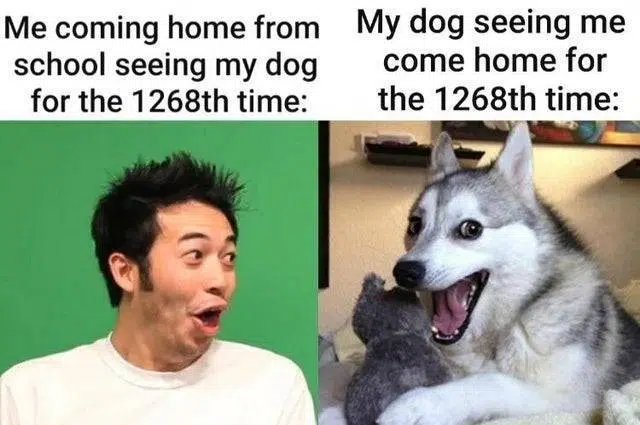 Me coming home from
school seeing my dog
for the 1268th time:
My dog seeing me
come home for
the 1268th time: